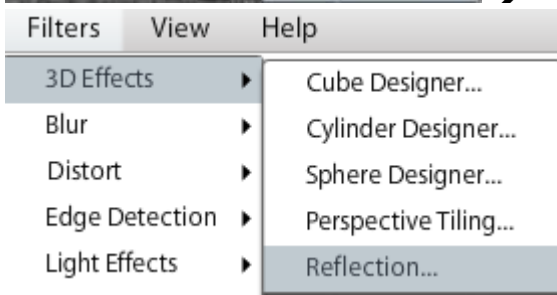 Filters View Help
3D Effects
Blur
Distort
Edge Detection
Light Effects
Cube Designer...
Cylinder Designer...
Sphere Designer...
Perspective Tiling...
Reflection...